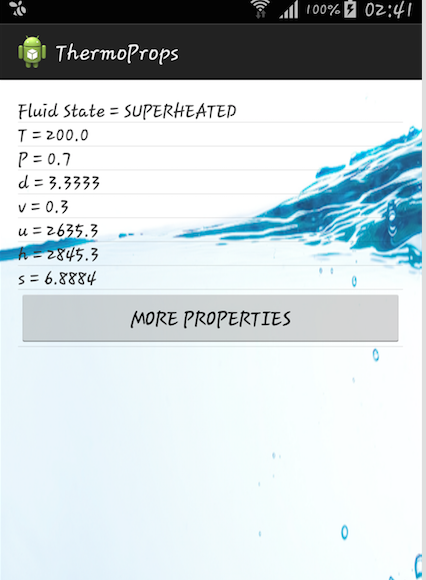 100% 02:41
ThermoProps
Fluid State = SUPERHEATED
T = 200.0
P = 0.7
d = 3.3333
v = 0.3
u = 2635.3
h = 2845.3
s = 6.8884
MORE PROPERTIES